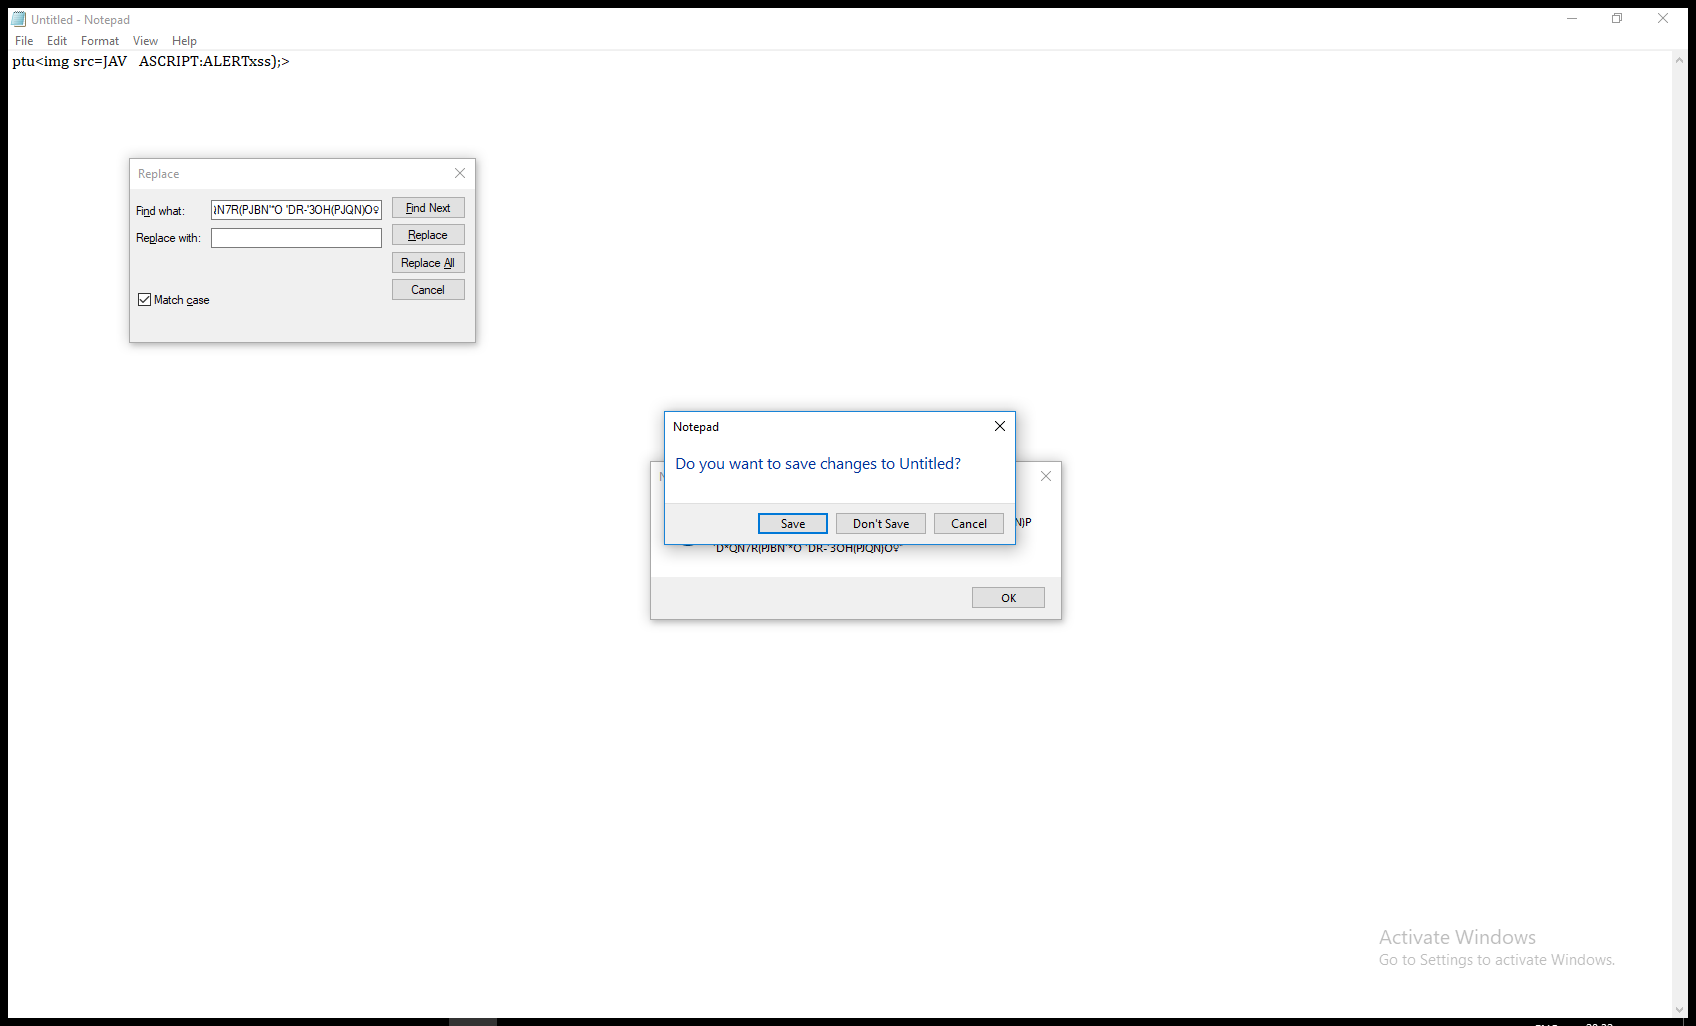 Untitled - Notepad
File Edit Format View Help
ptu<img src=JAV ASCRIPT:ALERTxss);>
Replace
Find what:
N7R(PJBN'*O 'DR-'3OH(PJQN)O♀
Find Next
Replace with:
Replace
Replace All
Cancel
Match case
Notepad
Do you want to save changes to Untitled?
Save Don't Save Cancel
N)P
'D*QN7R(PJBN'*O 'DR-'3OH(PJQN)O♀"
OK
Activate Windows
Go to Settings to activate Windows.